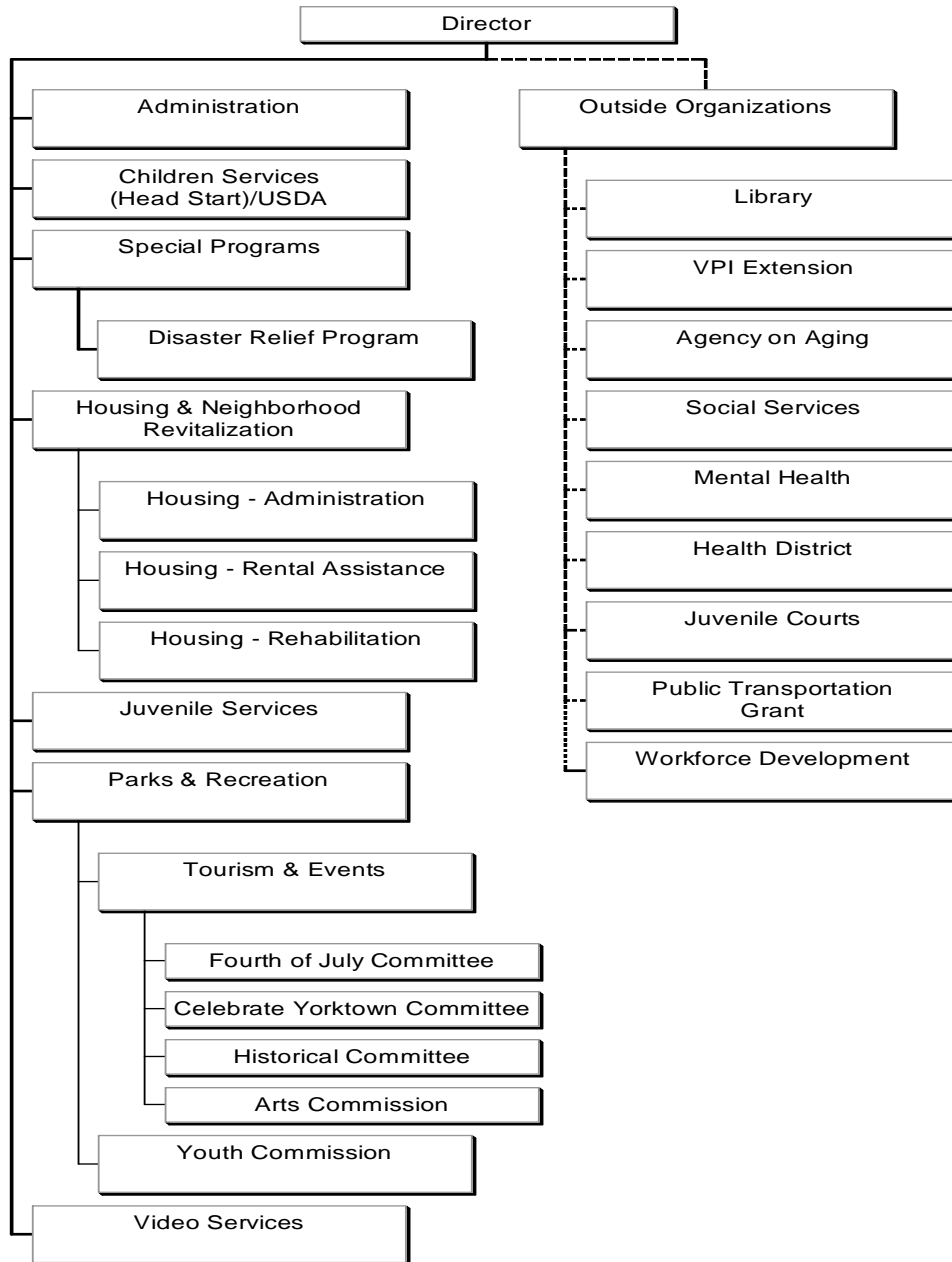 Director
Administration
Children Services
(Head Start)/USDA
Special Programs
Disaster Relief Program
Housing & Neighborhood
Revitalization
Housing - Administration
Housing - Rental Assistance
Housing - Rehabilitation
Juvenile Services
Parks & Recreation
Tourism & Events
Fourth of July Committee
Celebrate Yorktown Committee
Historical Committee
Arts Commission
Youth Commission
Video Services
Outside Organizations
Library
VPI Extension
Agency on Aging
Social Services
Mental Health
Health District
Juvenile Courts
Public Transportation
Grant
Workforce Development